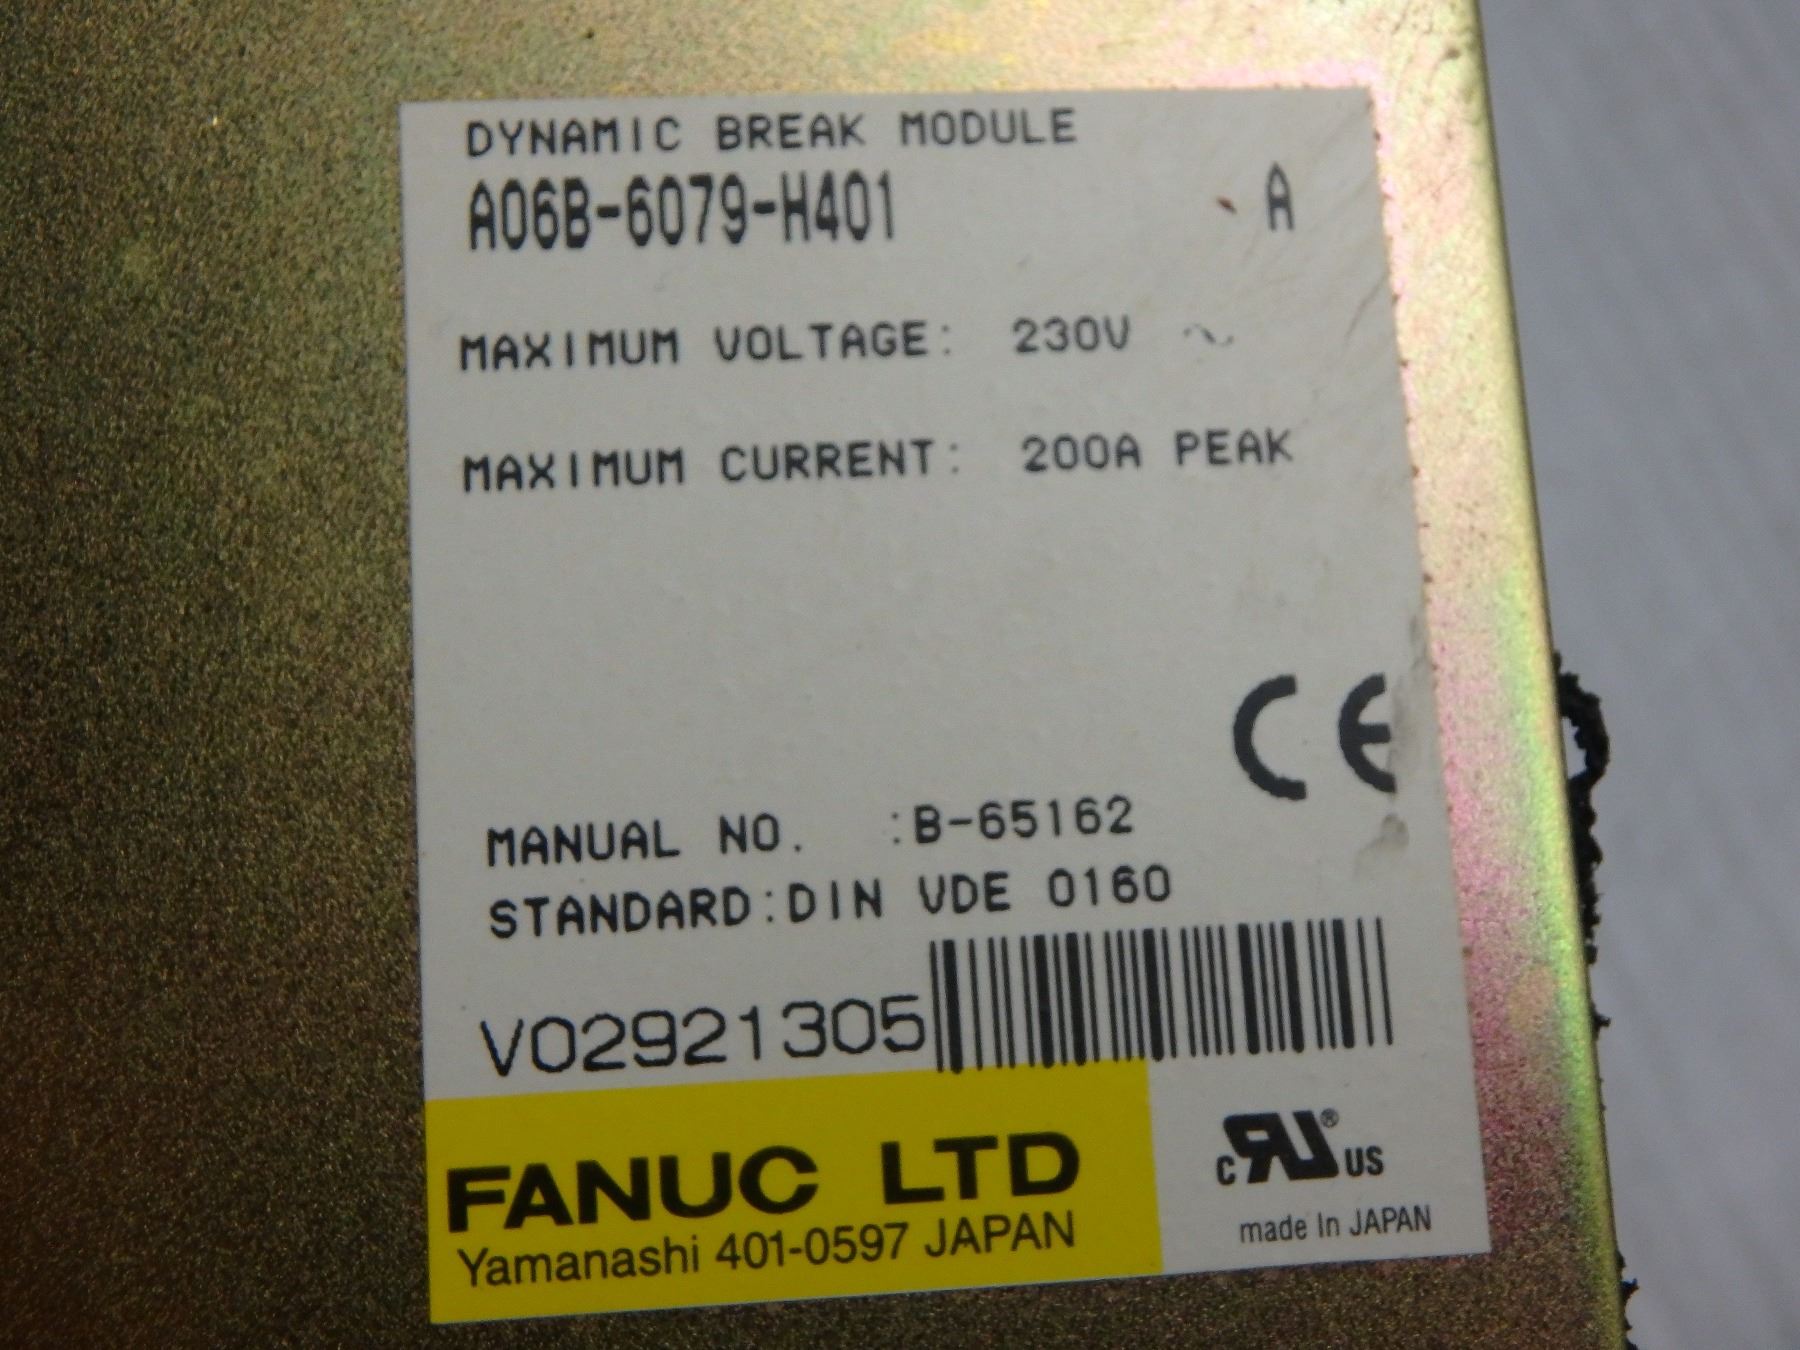 DYNAMIC BREAK MODULE
A06B-6079-H401 A
MAXIMUM VOLTAGE: 230V ~
MAXIMUM CURRENT: 200A PEAK
CE
MANUAL NO. :B-65162
STANDARD:DIN VDE 0160
V02921305
FANUC LTD
Yamanashi 401-0597 JAPAN
c RU ® US
made In JAPAN